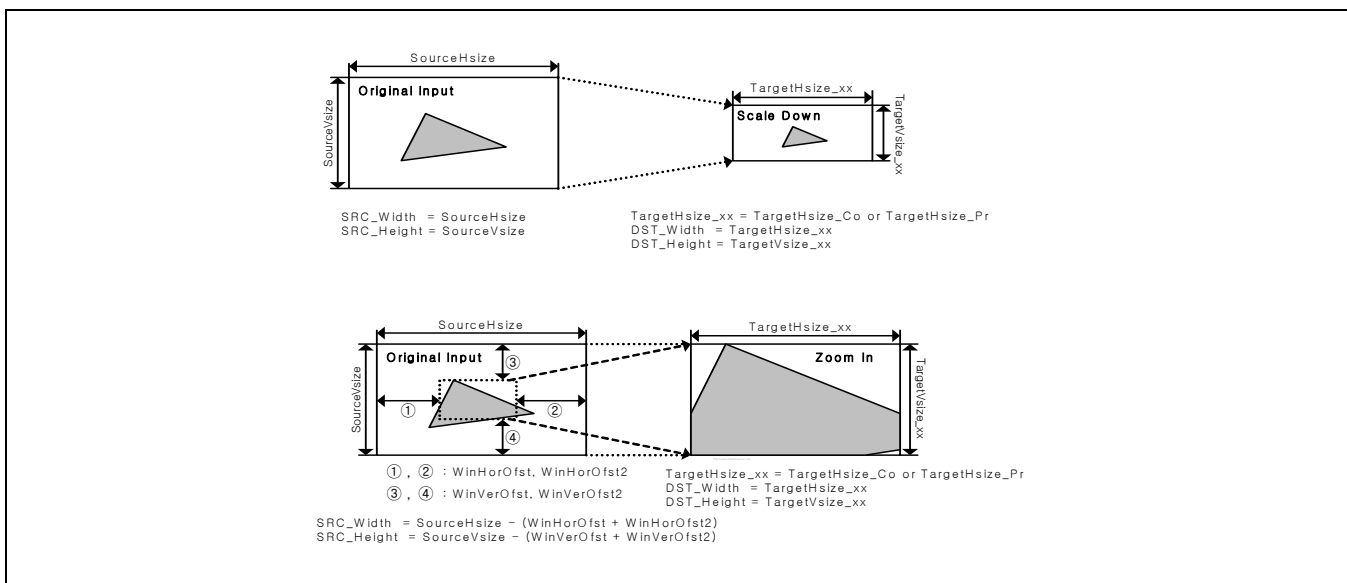 SourceHsize
SourceVsize
Original Input
TargetHsize_xx
TargetVsize_xx
Scale Down
SRC_Width = SourceHsize
SRC_Height = SourceVsize
TargetHsize_xx = TargetHsize_Co or TargetHsize_Pr
DST_Width = TargetHsize_xx
DST_Height = TargetVsize_xx
SourceHsize
SourceVsize
Original Input
③
①
②
④
TargetHsize_xx
TargetVsize_xx
Zoom In
①, ② : WinHorOfst, WinHorOfst2
③, ④ : WinVerOfst, WinVerOfst2
SRC_Width = SourceHsize − (WinHorOfst + WinHorOfst2)
SRC_Height = SourceVsize − (WinVerOfst + WinVerOfst2)
TargetHsize_xx = TargetHsize_Co or TargetHsize_Pr
DST_Width = TargetHsize_xx
DST_Height = TargetVsize_xx